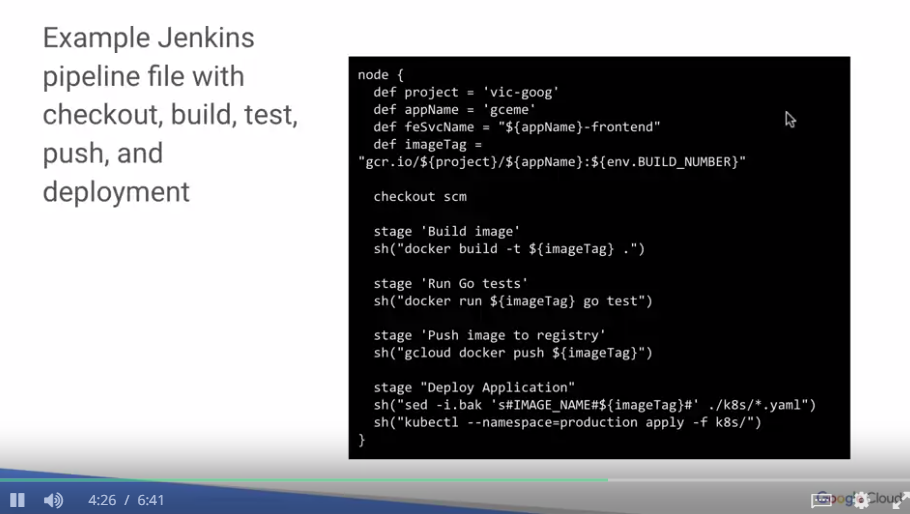 Example Jenkins
pipeline file with
checkout, build, test,
push, and
deployment
node {
  def project = 'vic-goog'
  def appName = 'gceme'
  def feSvcName = "${appName}-frontend"
  def imageTag =
"gcr.io/${project}/${appName}:${env.BUILD_NUMBER}"
  checkout scm
  stage 'Build image'
  sh("docker build -t ${imageTag} .")
  stage 'Run Go tests'
  sh("docker run ${imageTag} go test")
  stage 'Push image to registry'
  sh("gcloud docker push ${imageTag}")
  stage "Deploy Application"
  sh("sed -i.bak 's#IMAGE_NAME#${imageTag}#' ./k8s/*.yaml")
  sh("kubectl --namespace=production apply -f k8s/")
}
4:26 / 6:41
Google Cloud